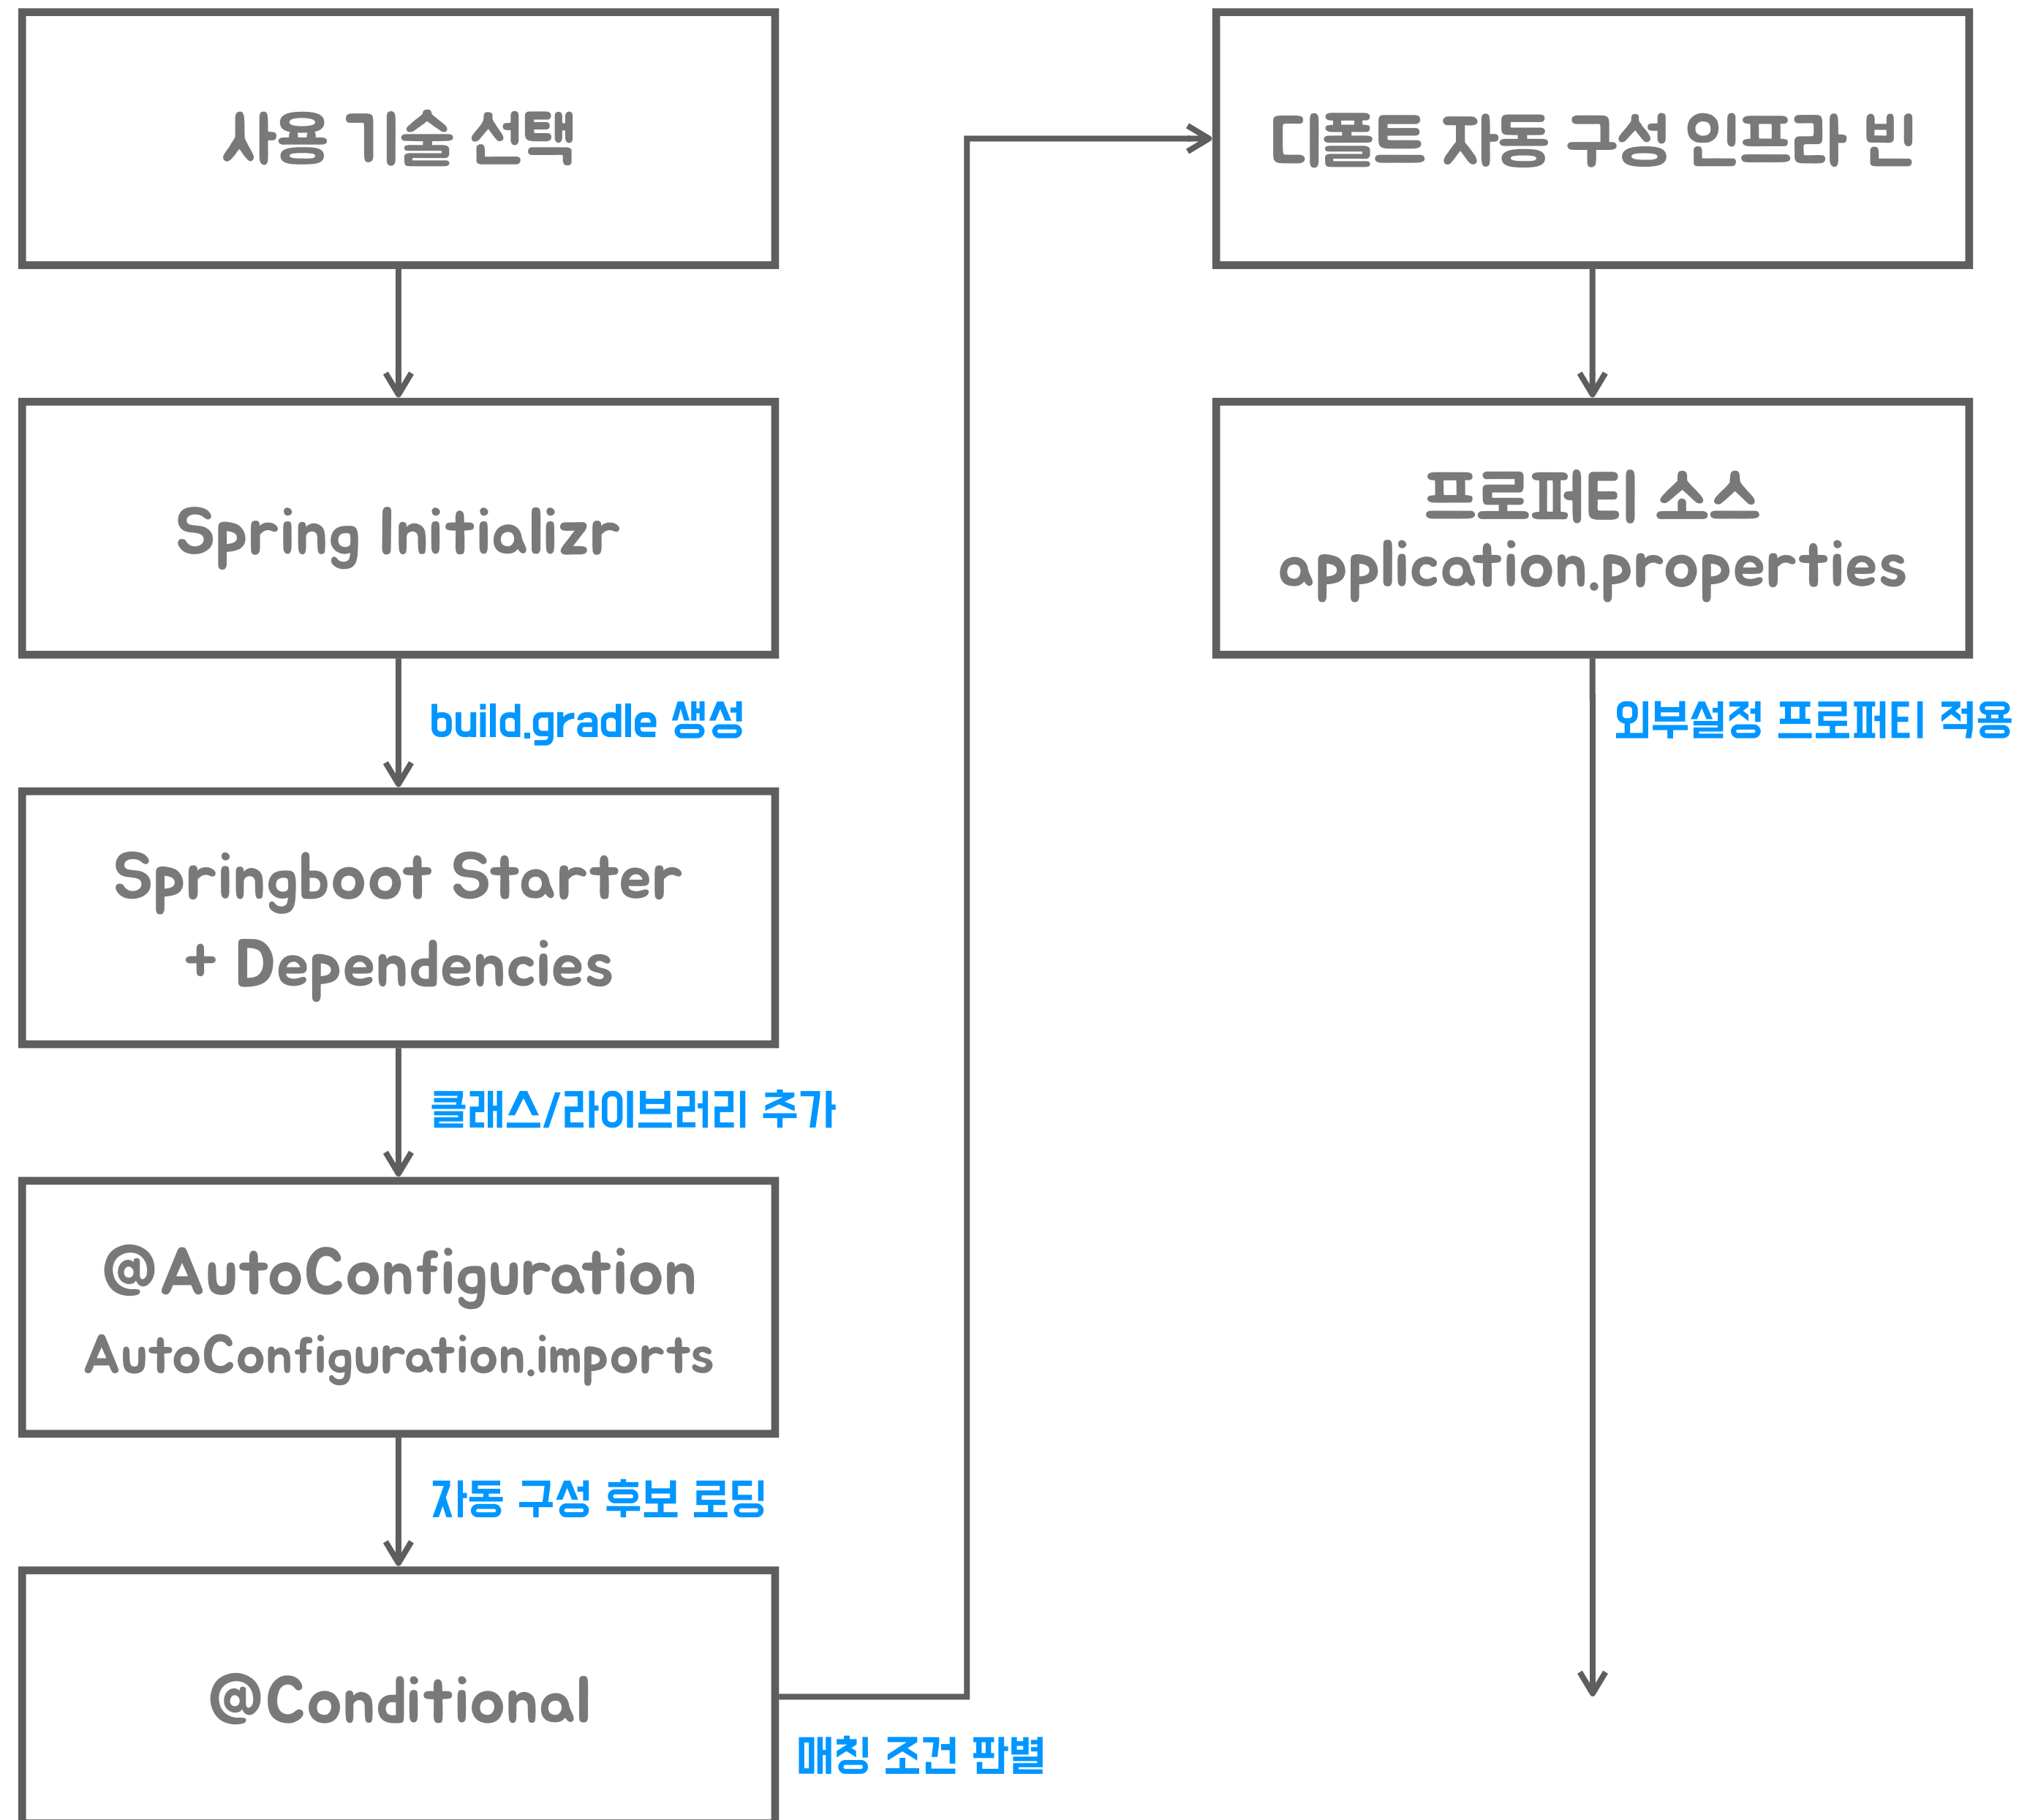 사용 기술 선택
Spring Initializr
build.gradle 생성
Springboot Starter
+ Dependencies
클래스/라이브러리 추가
@AutoConfiguration
AutoConfiguration.imports
자동 구성 후보 로딩
@Conditional
매칭 조건 판별
디폴트 자동 구성 인프라 빈
프로퍼티 소스
application.properties
외부설정 프로퍼티 적용